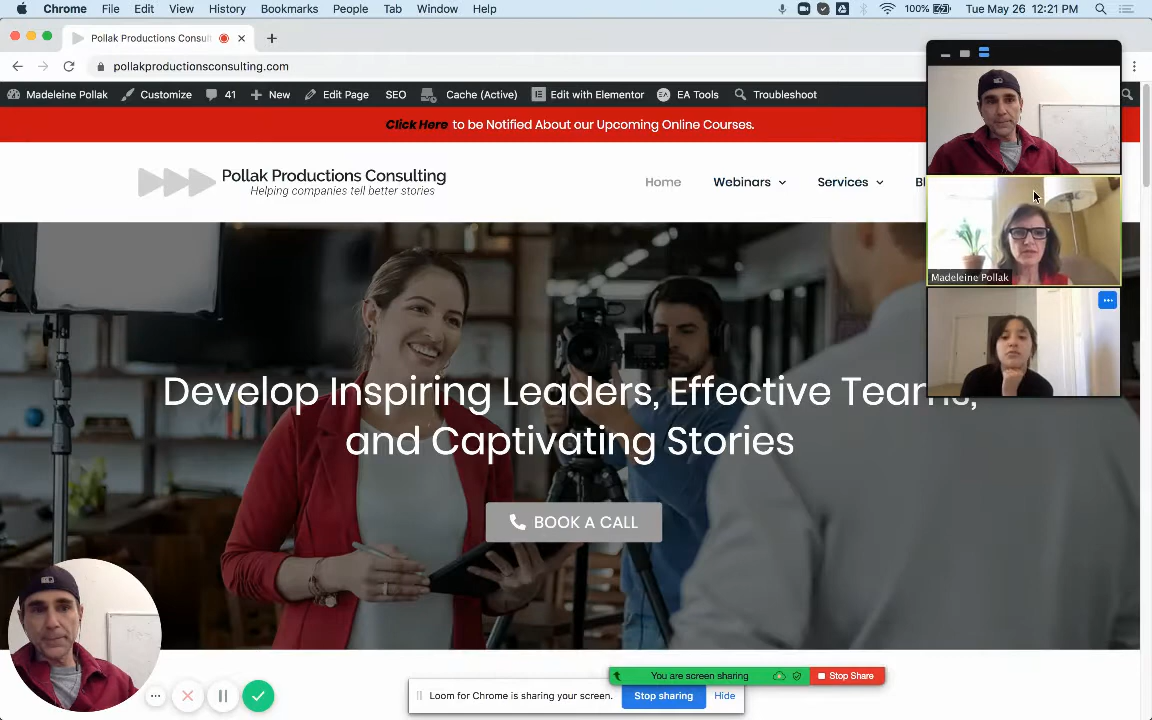 Chrome File Edit View History Bookmarks People Tab Window Help 100% Tue May 26 12:21 PM
Pollak Productions Consul
pollakproductionsconsulting.com
Madeleine Pollak Customize 41 New Edit Page SEO Cache (Active) Edit with Elementor EA Tools Troubleshoot
Click Here to be Notified About our Upcoming Online Courses.
Pollak Productions Consulting
Helping companies tell better stories
Home Webinars Services Bl
Madeleine Pollak
Develop Inspiring Leaders, Effective Teams,
and Captivating Stories
BOOK A CALL
You are screen sharing Stop Share
Loom for Chrome is sharing your screen. Stop sharing Hide